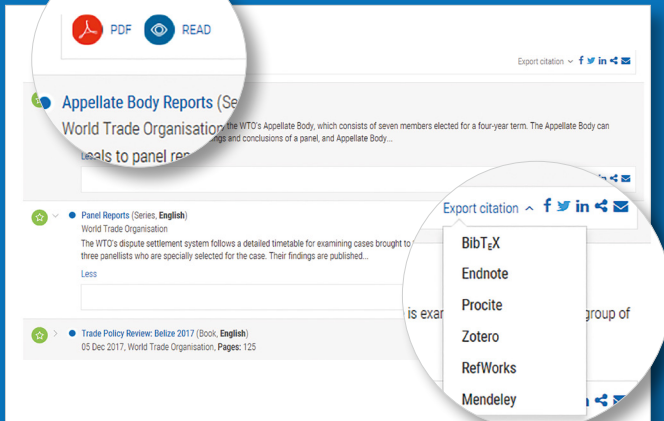 PDF READ
Export citation f in
Appellate Body Reports (Se
World Trade Organisation
the WTO's Appellate Body, which consists of seven members elected for a four-year term. The Appellate Body can
als to panel rep
ngs and conclusions of a panel, and Appellate Body...
Less
Export citation f in
Panel Reports (Series, English)
World Trade Organisation
The WTO's dispute settlement system follows a detailed timetable for examining cases brought to
three panellists who are specially selected for the case. Their findings are published...
Less
BibTEX
Endnote
Procite
Zotero
RefWorks
Mendeley
is exa
group of
Trade Policy Review: Belize 2017 (Book, English)
05 Dec 2017, World Trade Organisation, Pages: 125